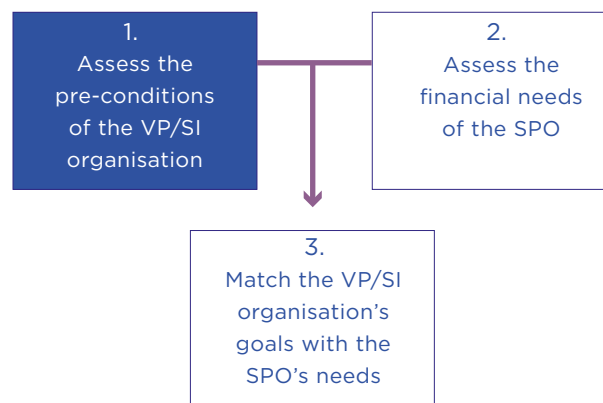 1.
Assess the
pre-conditions
of the VP/SI
organisation
2.
Assess the
financial needs
of the SPO
3.
Match the VP/SI
organisation’s
goals with the
SPO’s needs